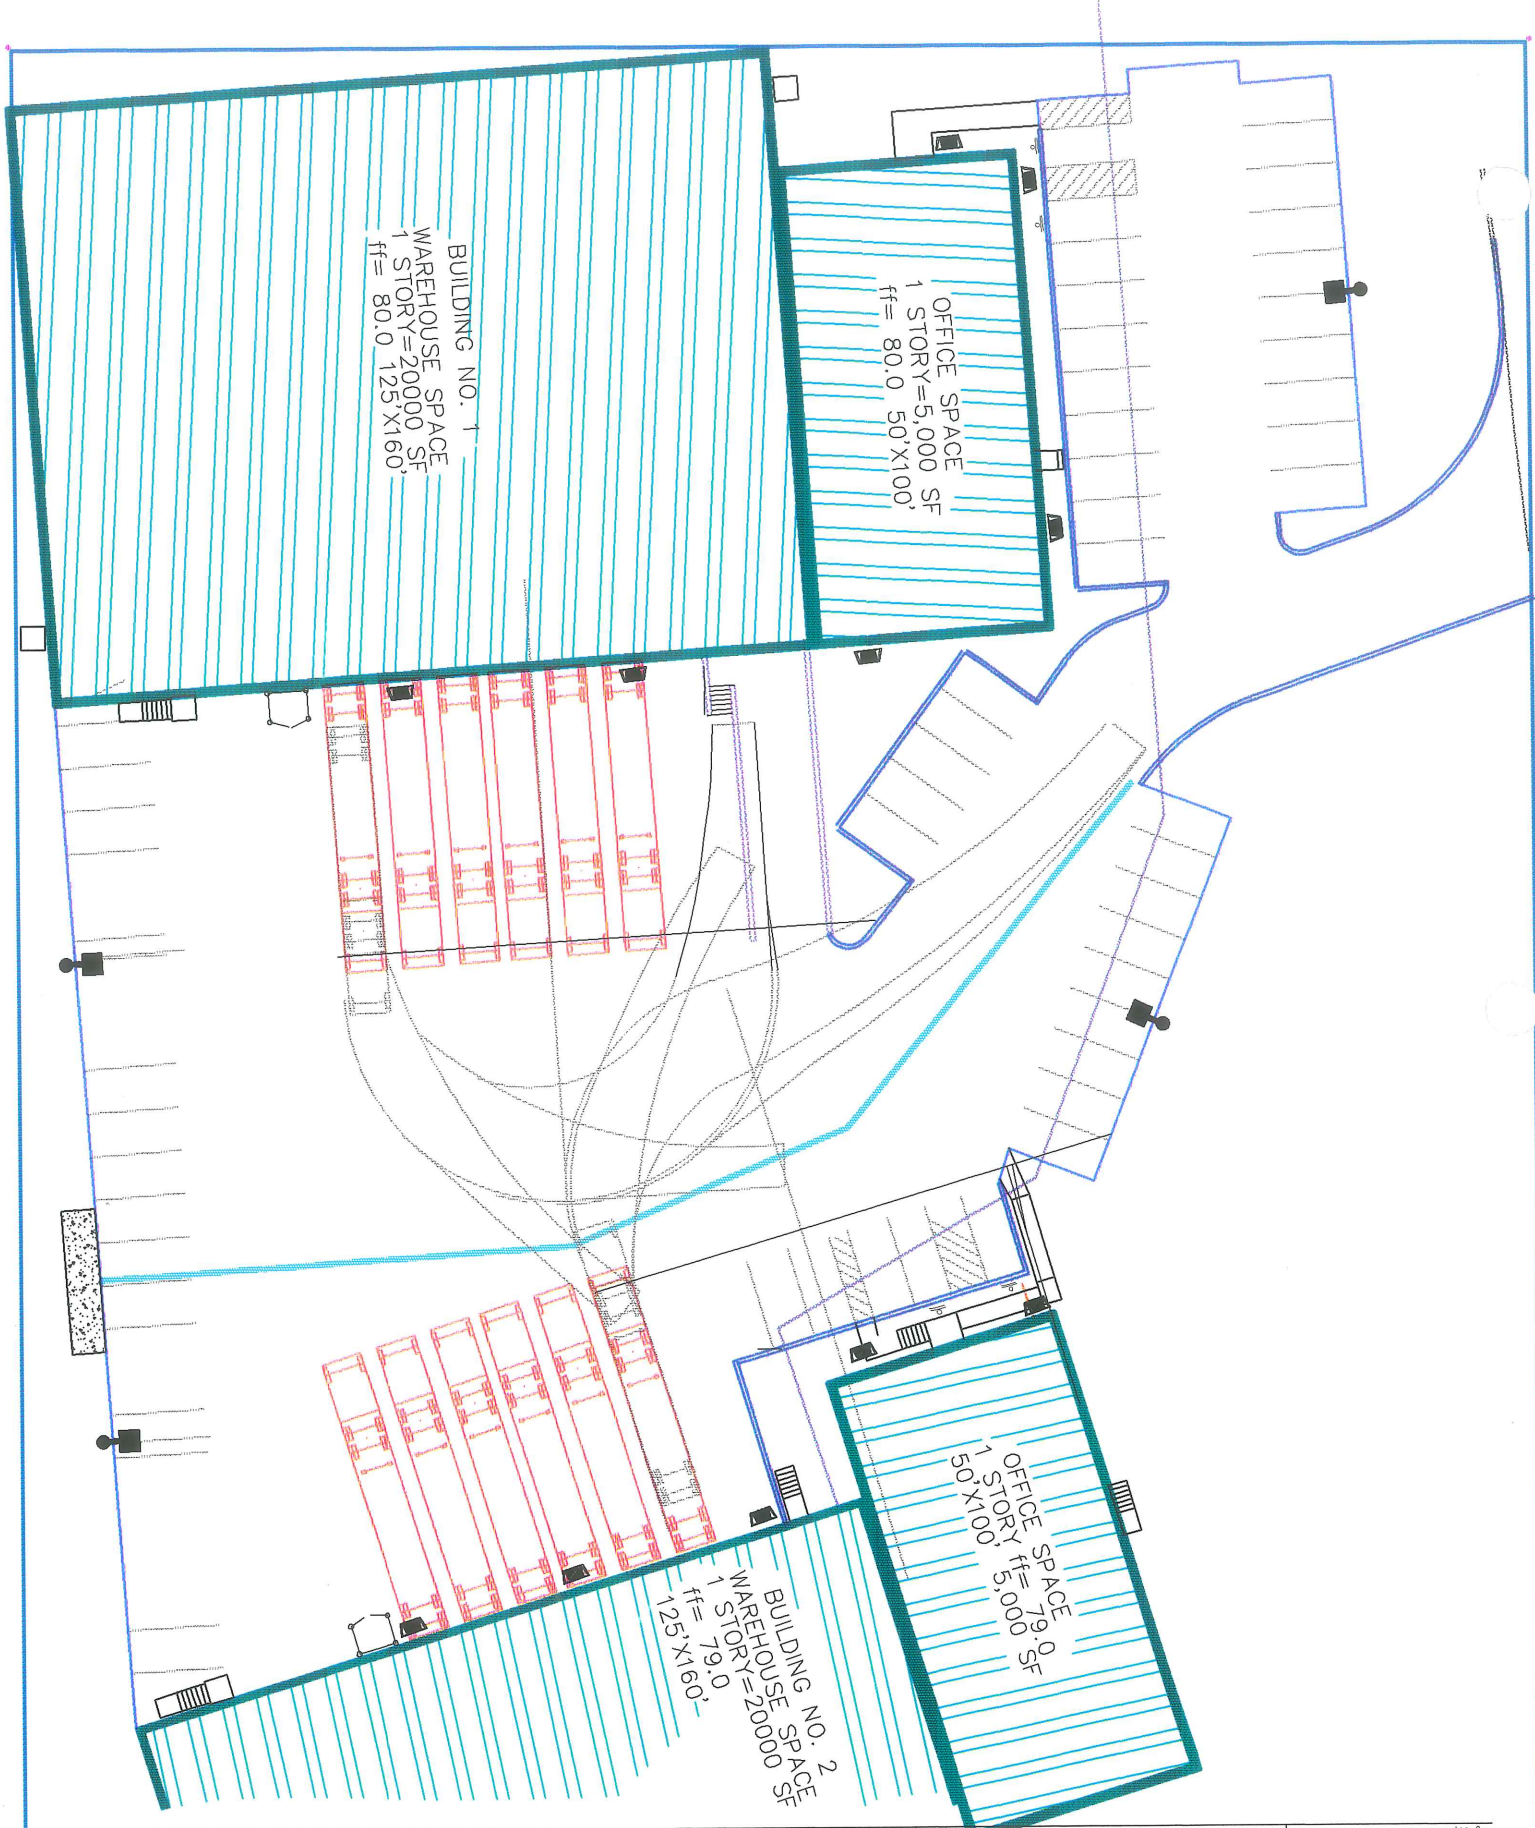 BUILDING NO. 1
WAREHOUSE SPACE
1 STORY=20000 SF
ff= 80.0 125'X160'
OFFICE SPACE
1 STORY=5,000 SF
ff= 80.0 50'X100'
OFFICE SPACE
1 STORY ff= 79.0
50'X100' 5,000 SF
BUILDING NO. 2
WAREHOUSE SPACE
1 STORY=20000 SF
ff= 79.0
125'X160'